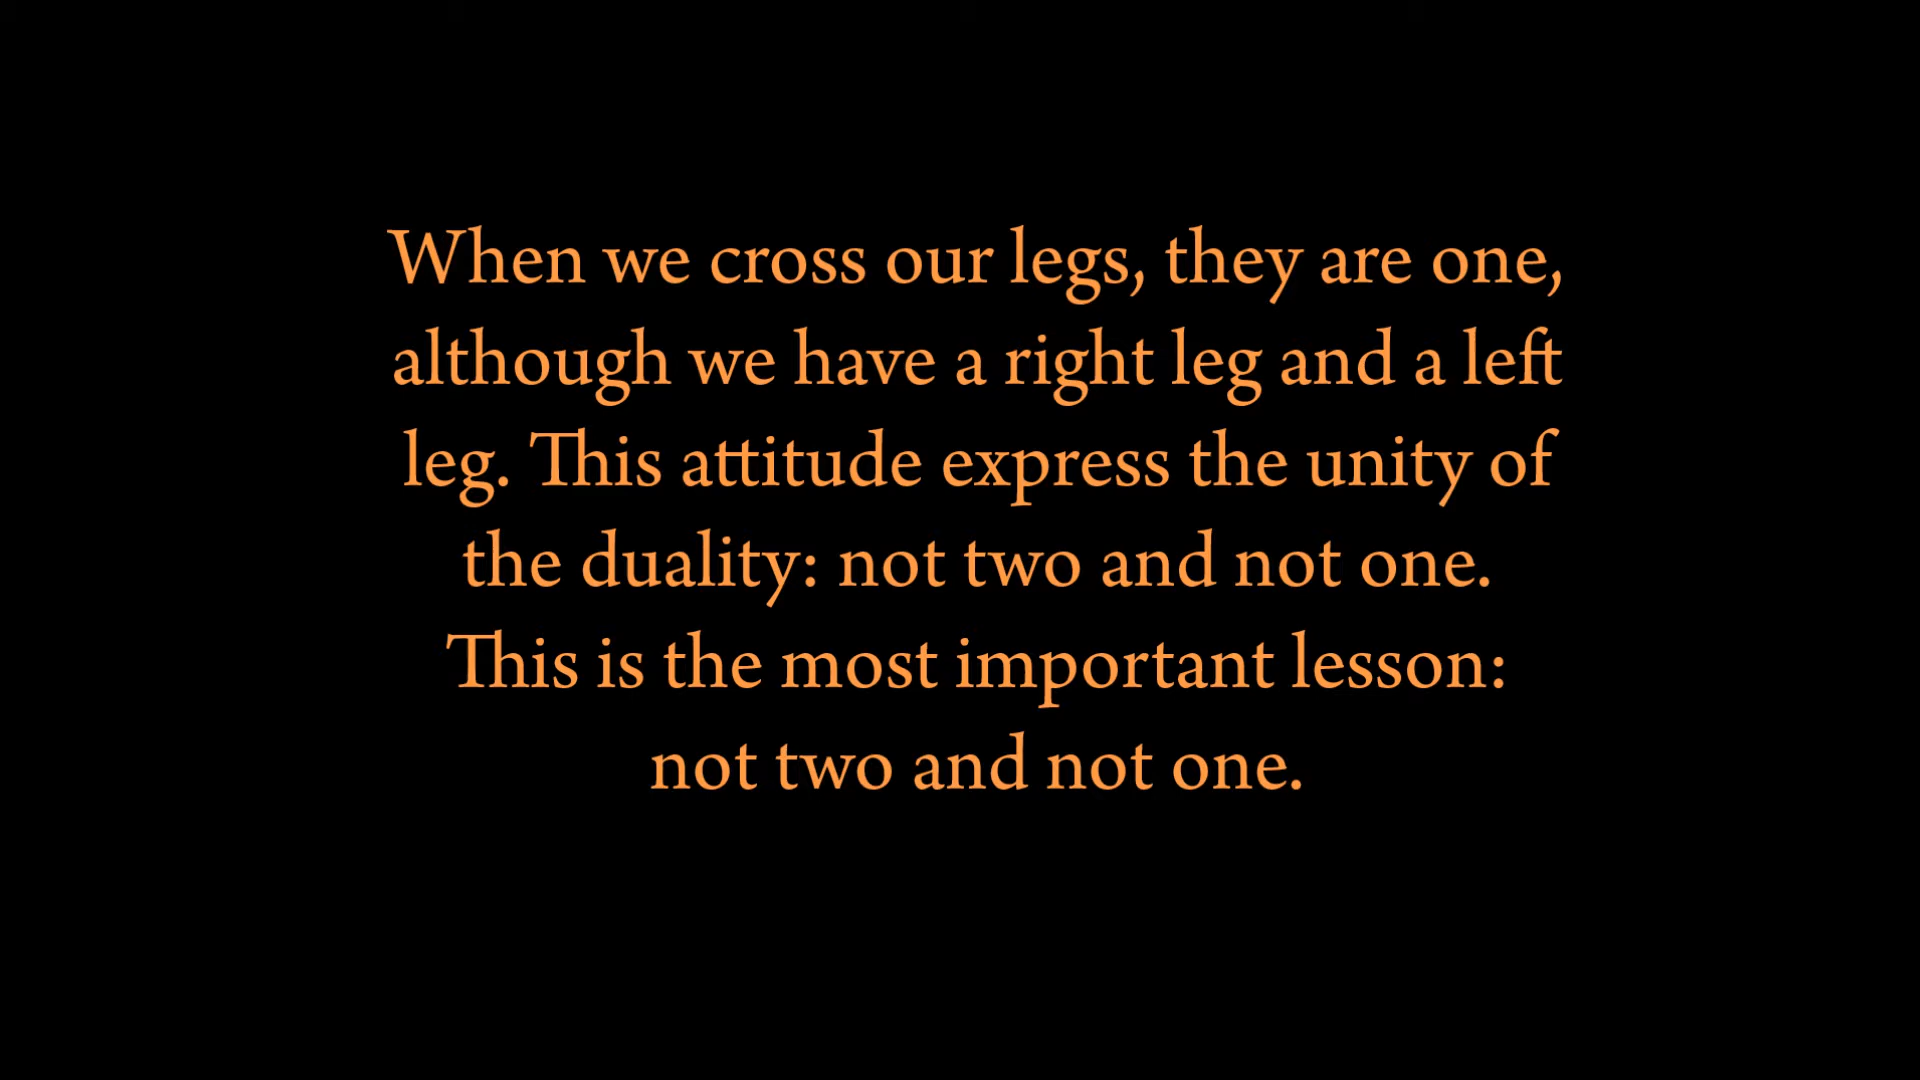 When we cross our legs, they are one,
although we have a right leg and a left
leg. This attitude express the unity of
the duality: not two and not one.
This is the most important lesson:
not two and not one.